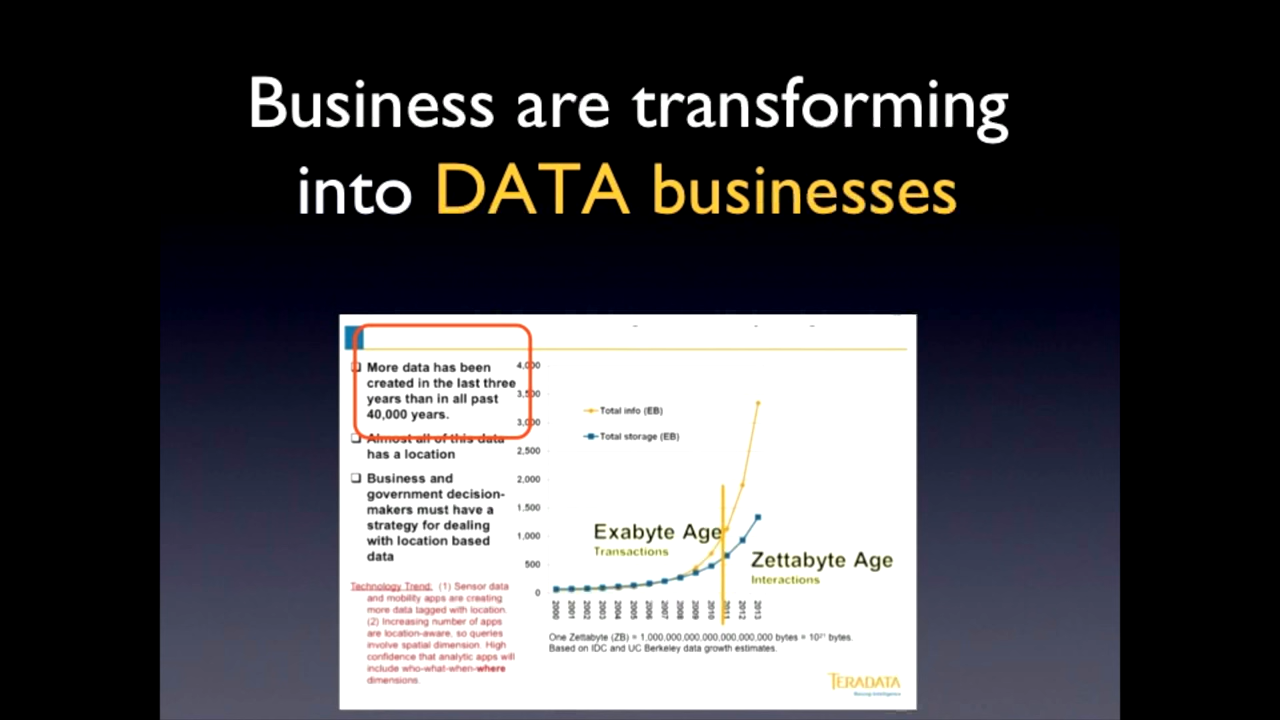 Business are transforming
into DATA businesses
More data has been
created in the last three
years than in all past
40,000 years.
Almost all of this data
has a location
Business and
government decision-
makers must have a
strategy for dealing
with location based
data
Technology Trend: (1) Sensor data
and mobility apps are creating
more data tagged with location.
(2) Increasing number of apps
are location-aware, so queries
involve spatial dimension. High
confidence that analytic apps will
include who-what-when-where
dimensions.
4,000
3,500
3,000
2,500
2,000
1,500
1,000
500
0
Total info (EB)
Total storage (EB)
Exabyte Age
Transactions
Zettabyte Age
Interactions
2000
2001
2002
2003
2004
2005
2006
2007
2008
2009
2010
2011
2012
2013
One Zettabyte (ZB) = 1,000,000,000,000,000,000,000 bytes = 10²¹ bytes.
Based on IDC and UC Berkeley data growth estimates.
TERADATA